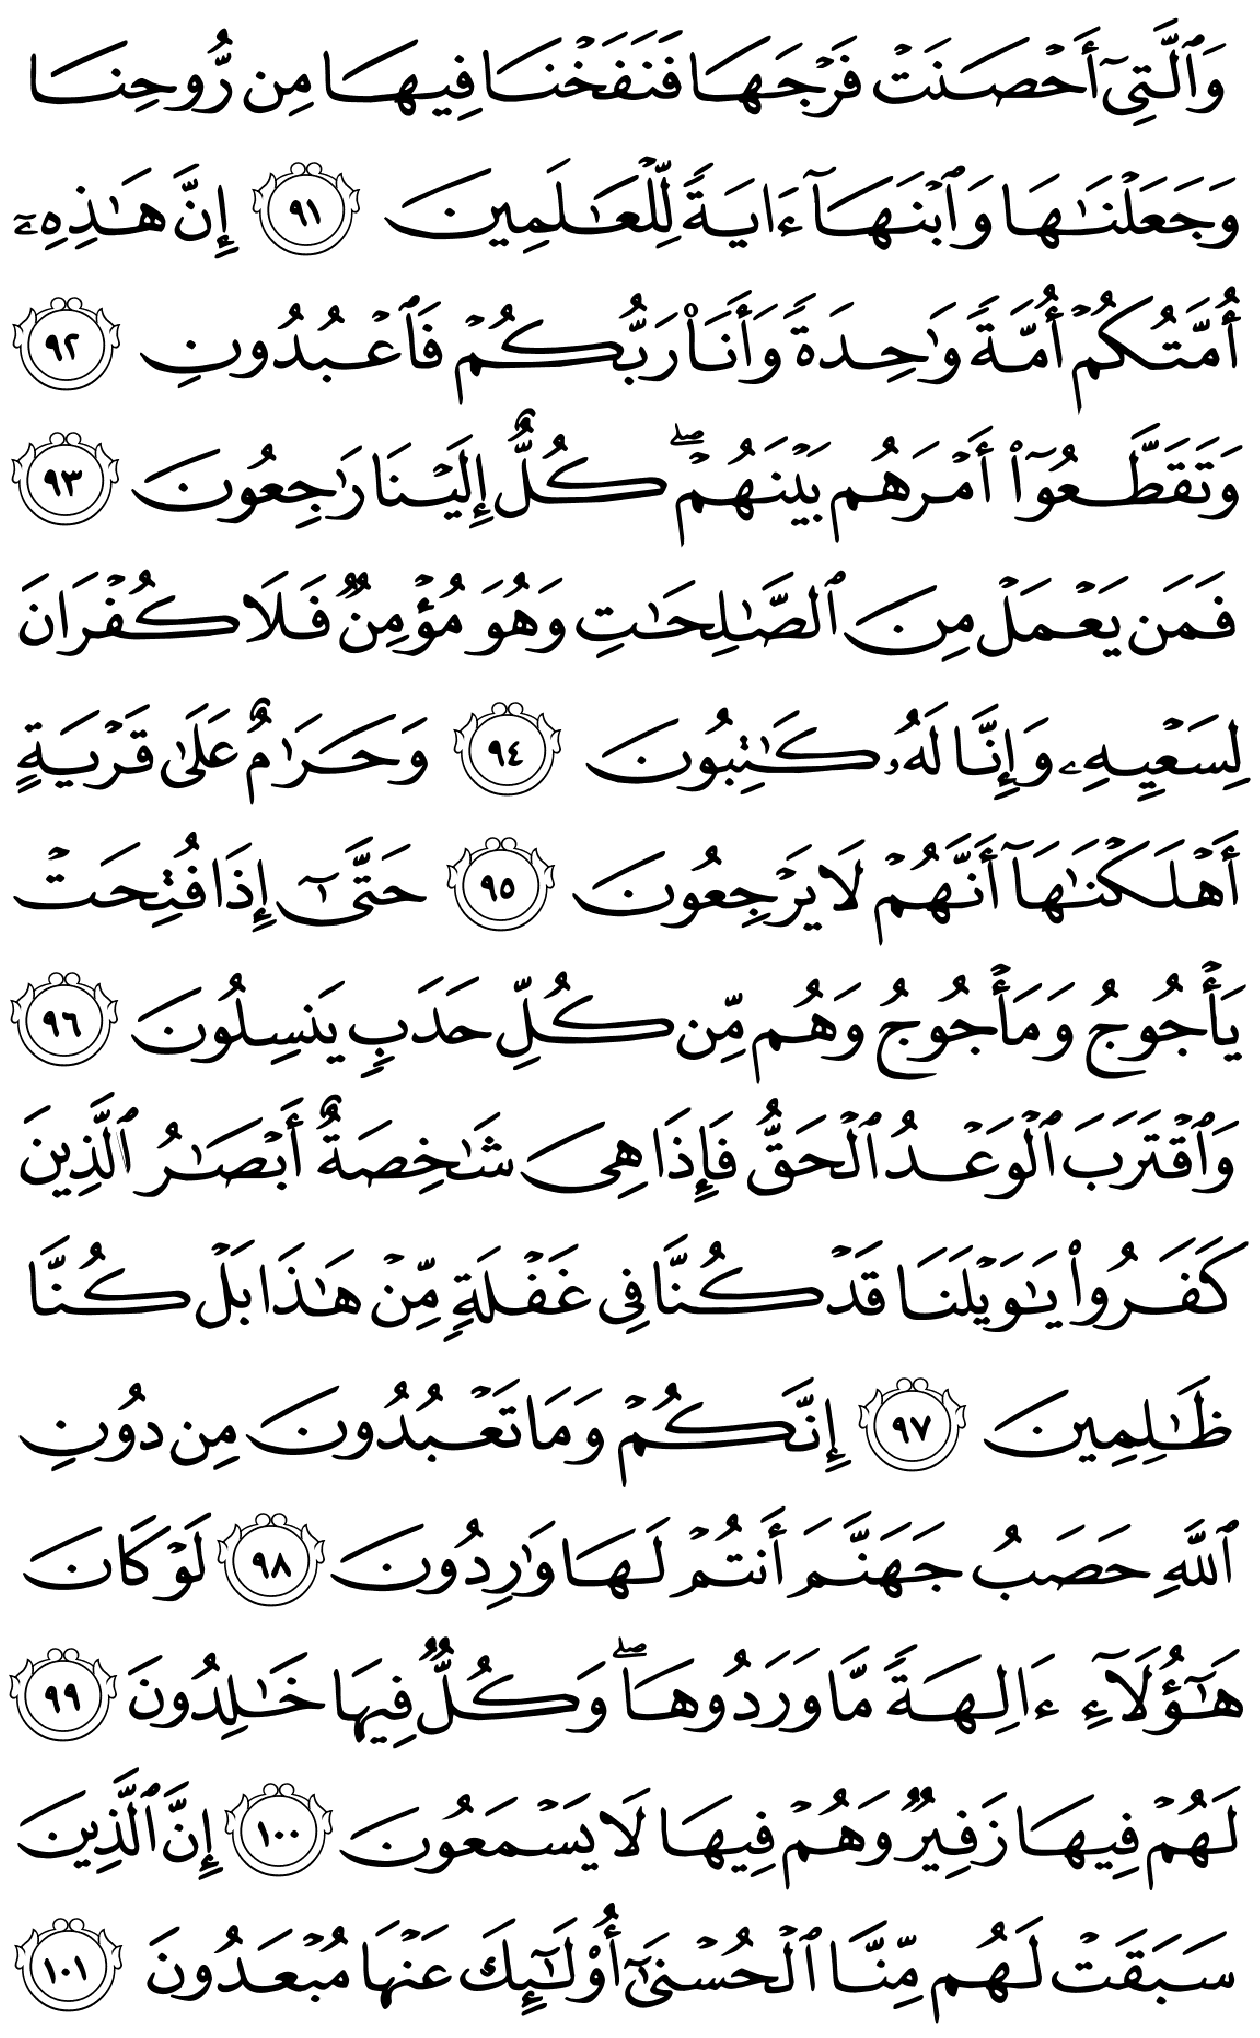 وَٱلَّتِىٓ أَحۡصَنَتۡ فَرۡجَهَا فَنَفَخۡنَا فِيهَا مِن رُّوحِنَا
وَجَعَلۡنَـٰهَا وَٱبۡنَهَآ ءَايَةً لِّلۡعَـٰلَمِينَ ٩١ إِنَّ هَـٰذِهِۦٓ
أُمَّتُكُمۡ أُمَّةً وَٰحِدَةً وَأَنَا۠ رَبُّكُمۡ فَٱعۡبُدُونِ ٩٢
وَتَقَطَّعُوٓا۟ أَمۡرَهُم بَيۡنَهُمۡۖ كُلٌّ إِلَيۡنَا رَٰجِعُونَ ٩٣
فَمَن يَعۡمَلۡ مِنَ ٱلصَّـٰلِحَـٰتِ وَهُوَ مُؤۡمِنٌ فَلَا كُفۡرَانَ
لِسَعۡيِهِۦ وَإِنَّا لَهُۥ كَـٰتِبُونَ ٩٤ وَحَرَٰمٌ عَلَىٰ قَرۡيَةٍ
أَهۡلَكۡنَـٰهَآ أَنَّهُمۡ لَا يَرۡجِعُونَ ٩٥ حَتَّىٰٓ إِذَا فُتِحَتۡ
يَأۡجُوجُ وَمَأۡجُوجُ وَهُم مِّن كُلِّ حَدَبٍ يَنسِلُونَ ٩٦
وَٱقۡتَرَبَ ٱلۡوَعۡدُ ٱلۡحَقُّ فَإِذَا هِىَ شَـٰخِصَةٌ أَبۡصَـٰرُ ٱلَّذِينَ
كَفَرُوا۟ يَـٰوَيۡلَنَا قَدۡ كُنَّا فِى غَفۡلَةٍ مِّنۡ هَـٰذَا بَلۡ كُنَّا
ظَـٰلِمِينَ ٩٧ إِنَّكُمۡ وَمَا تَعۡبُدُونَ مِن دُونِ
ٱللَّهِ حَصَبُ جَهَنَّمَ أَنتُمۡ لَهَا وَٰرِدُونَ ٩٨ لَوۡ كَانَ
هَـٰٓؤُلَآءِ ءَالِهَةً مَّا وَرَدُوهَاۖ وَكُلٌّ فِيهَا خَـٰلِدُونَ ٩٩
لَهُمۡ فِيهَا زَفِيرٌ وَهُمۡ فِيهَا لَا يَسۡمَعُونَ ١٠٠ إِنَّ ٱلَّذِينَ
سَبَقَتۡ لَهُم مِّنَّا ٱلۡحُسۡنَىٰٓ أُو۟لَـٰٓئِكَ عَنۡهَا مُبۡعَدُونَ ١٠١